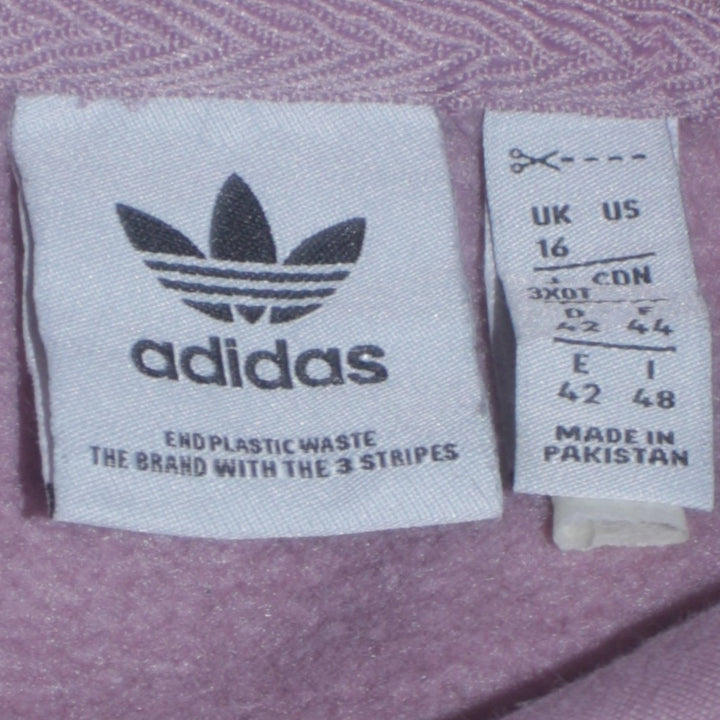 adidas
END PLASTIC WASTE
THE BRAND WITH THE 3 STRIPES
UK US
16
J CDN
3XOT
D F
42 44
E I
42 48
MADE IN
PAKISTAN